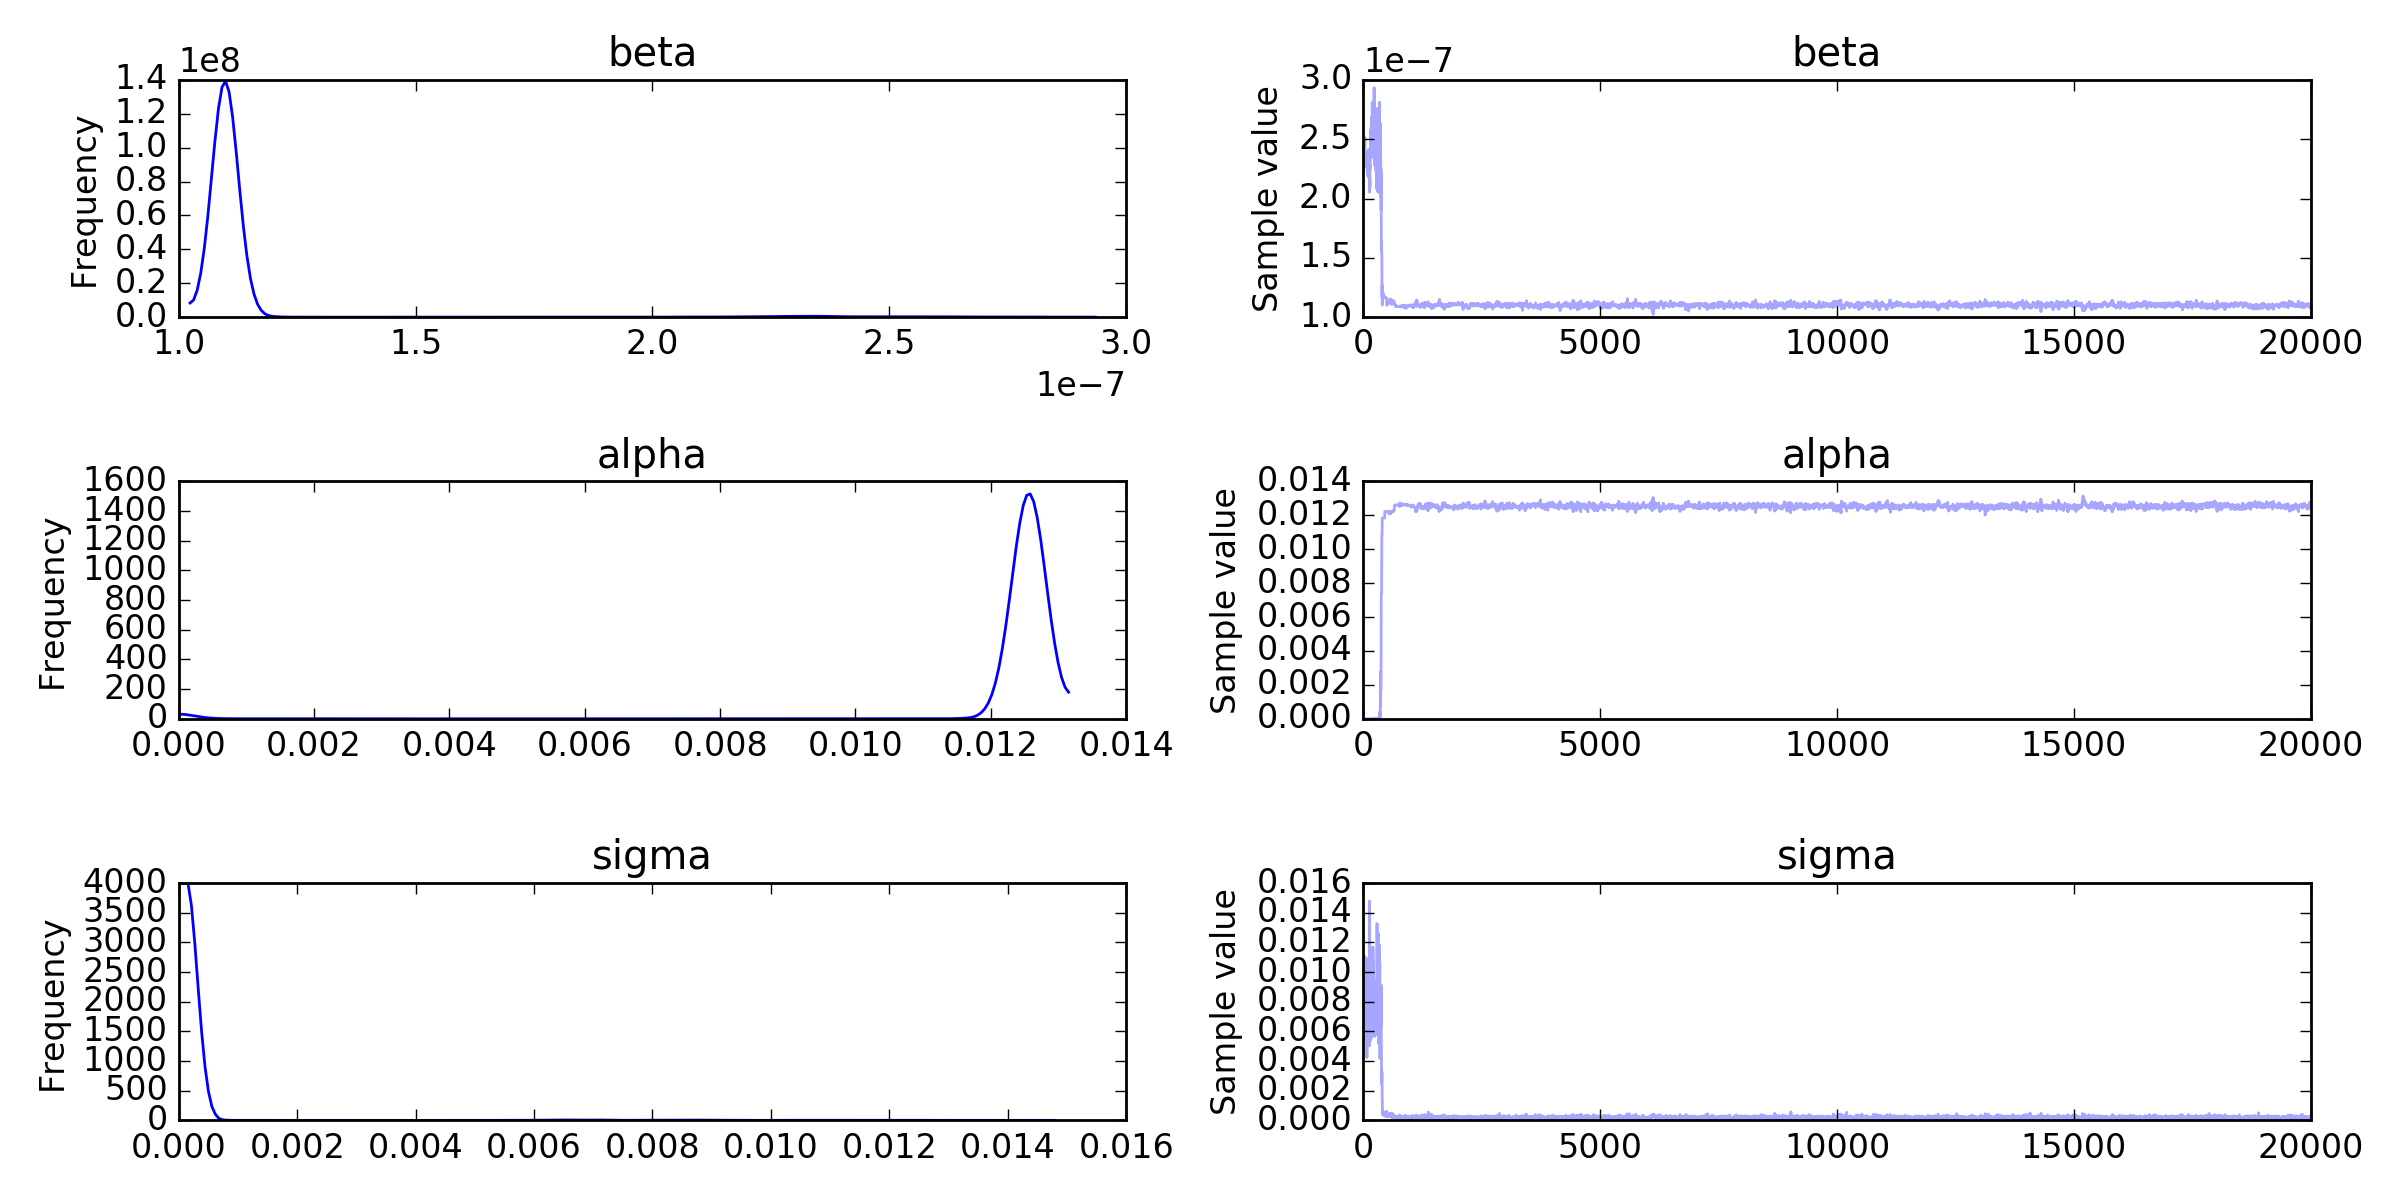 beta
1e8
1.4
1.2
1.0
0.8
0.6
0.4
0.2
0.0
Frequency
1.0 1.5 2.0 2.5 3.0
1e−7
beta
1e−7
3.0
2.5
2.0
1.5
1.0
Sample value
0 5000 10000 15000 20000
alpha
1600
1400
1200
1000
800
600
400
200
0
Frequency
0.000 0.002 0.004 0.006 0.008 0.010 0.012 0.014
alpha
0.014
0.012
0.010
0.008
0.006
0.004
0.002
0.000
Sample value
0 5000 10000 15000 20000
sigma
4000
3500
3000
2500
2000
1500
1000
500
0
Frequency
0.000 0.002 0.004 0.006 0.008 0.010 0.012 0.014 0.016
sigma
0.016
0.014
0.012
0.010
0.008
0.006
0.004
0.002
0.000
Sample value
0 5000 10000 15000 20000